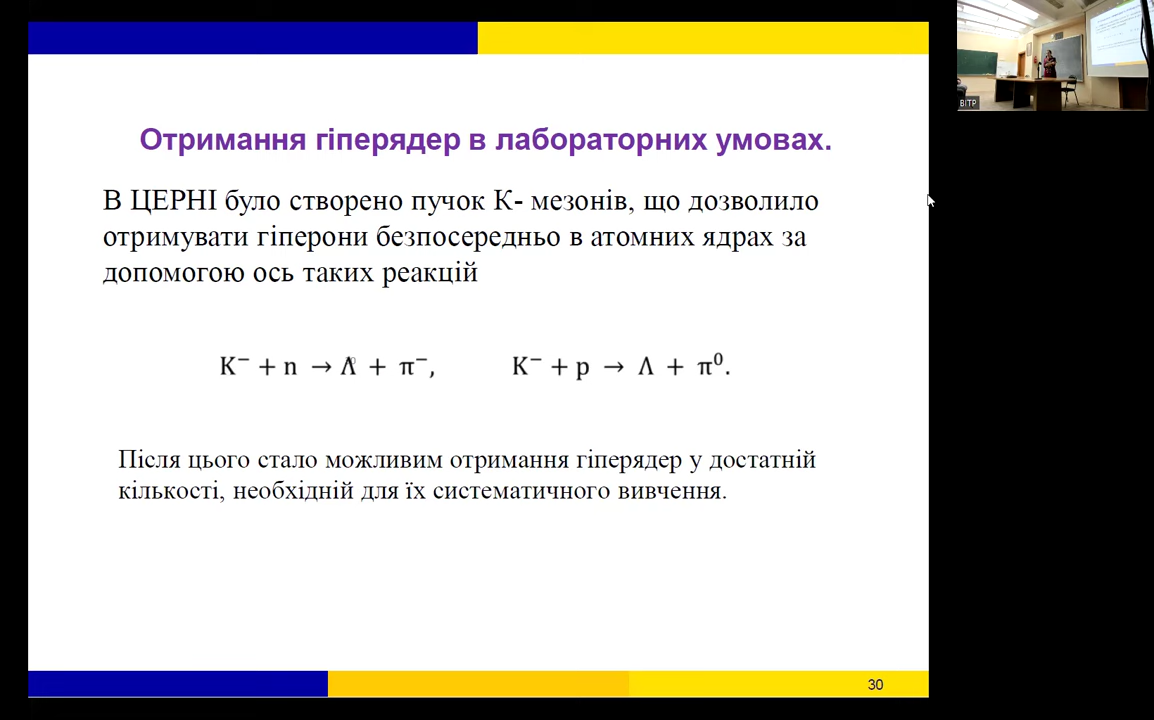 Отримання гіперядер в лабораторних умовах.
В ЦЕРНІ було створено пучок К- мезонів, що дозволило
отримувати гіперони безпосередньо в атомних ядрах за
допомогою ось таких реакцій
K⁻ + n → Λ + π⁻, K⁻ + p → Λ + π⁰.
Після цього стало можливим отримання гіперядер у достатній
кількості, необхідній для їх систематичного вивчення.
30
ВІТР